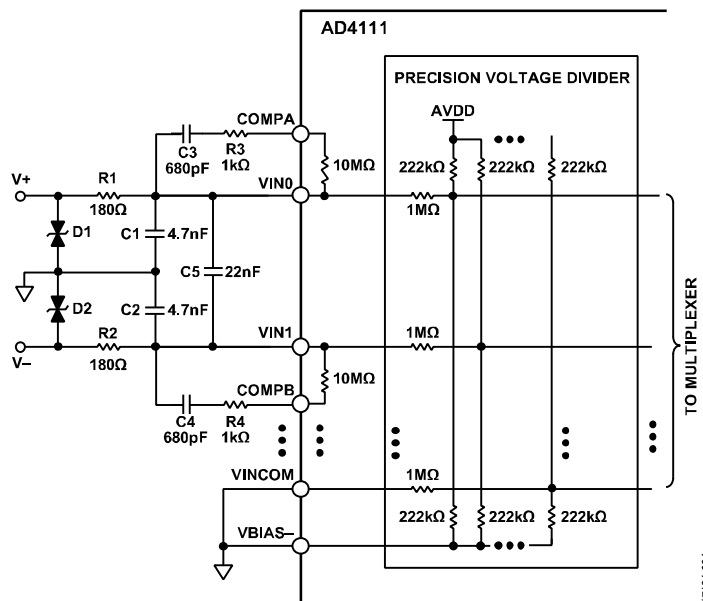 AD4111
PRECISION VOLTAGE DIVIDER
AVDD
COMPA
C3
680pF
R3
1kΩ
10MΩ
222kΩ
222kΩ
222kΩ
V+
R1
180Ω
VIN0
1MΩ
D1
C1
4.7nF
C5
22nF
D2
C2
4.7nF
R2
180Ω
V–
VIN1
1MΩ
10MΩ
COMPB
C4
680pF
R4
1kΩ
VINCOM
1MΩ
222kΩ
222kΩ
222kΩ
VBIAS–
TO MULTIPLEXER